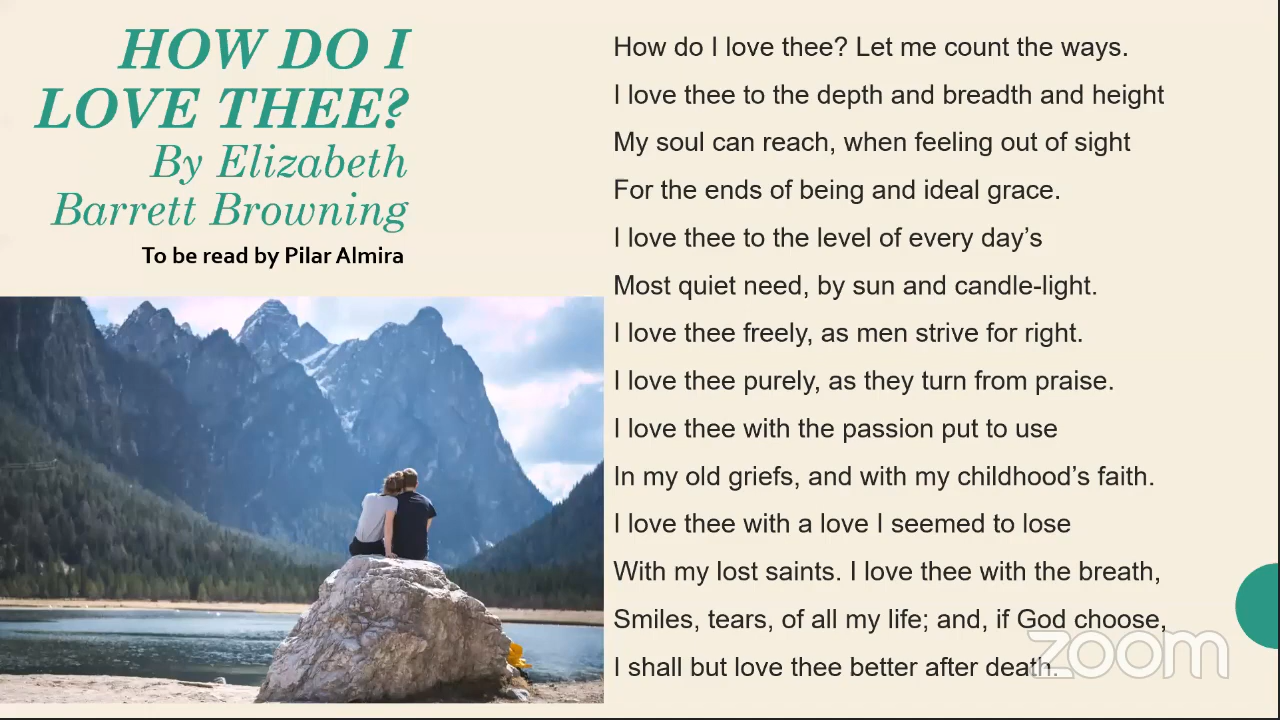 HOW DO I
LOVE THEE?
By Elizabeth
Barrett Browning
To be read by Pilar Almira
How do I love thee? Let me count the ways.
I love thee to the depth and breadth and height
My soul can reach, when feeling out of sight
For the ends of being and ideal grace.
I love thee to the level of every day’s
Most quiet need, by sun and candle-light.
I love thee freely, as men strive for right.
I love thee purely, as they turn from praise.
I love thee with the passion put to use
In my old griefs, and with my childhood’s faith.
I love thee with a love I seemed to lose
With my lost saints. I love thee with the breath,
Smiles, tears, of all my life; and, if God choose,
I shall but love thee better after death.
zoom